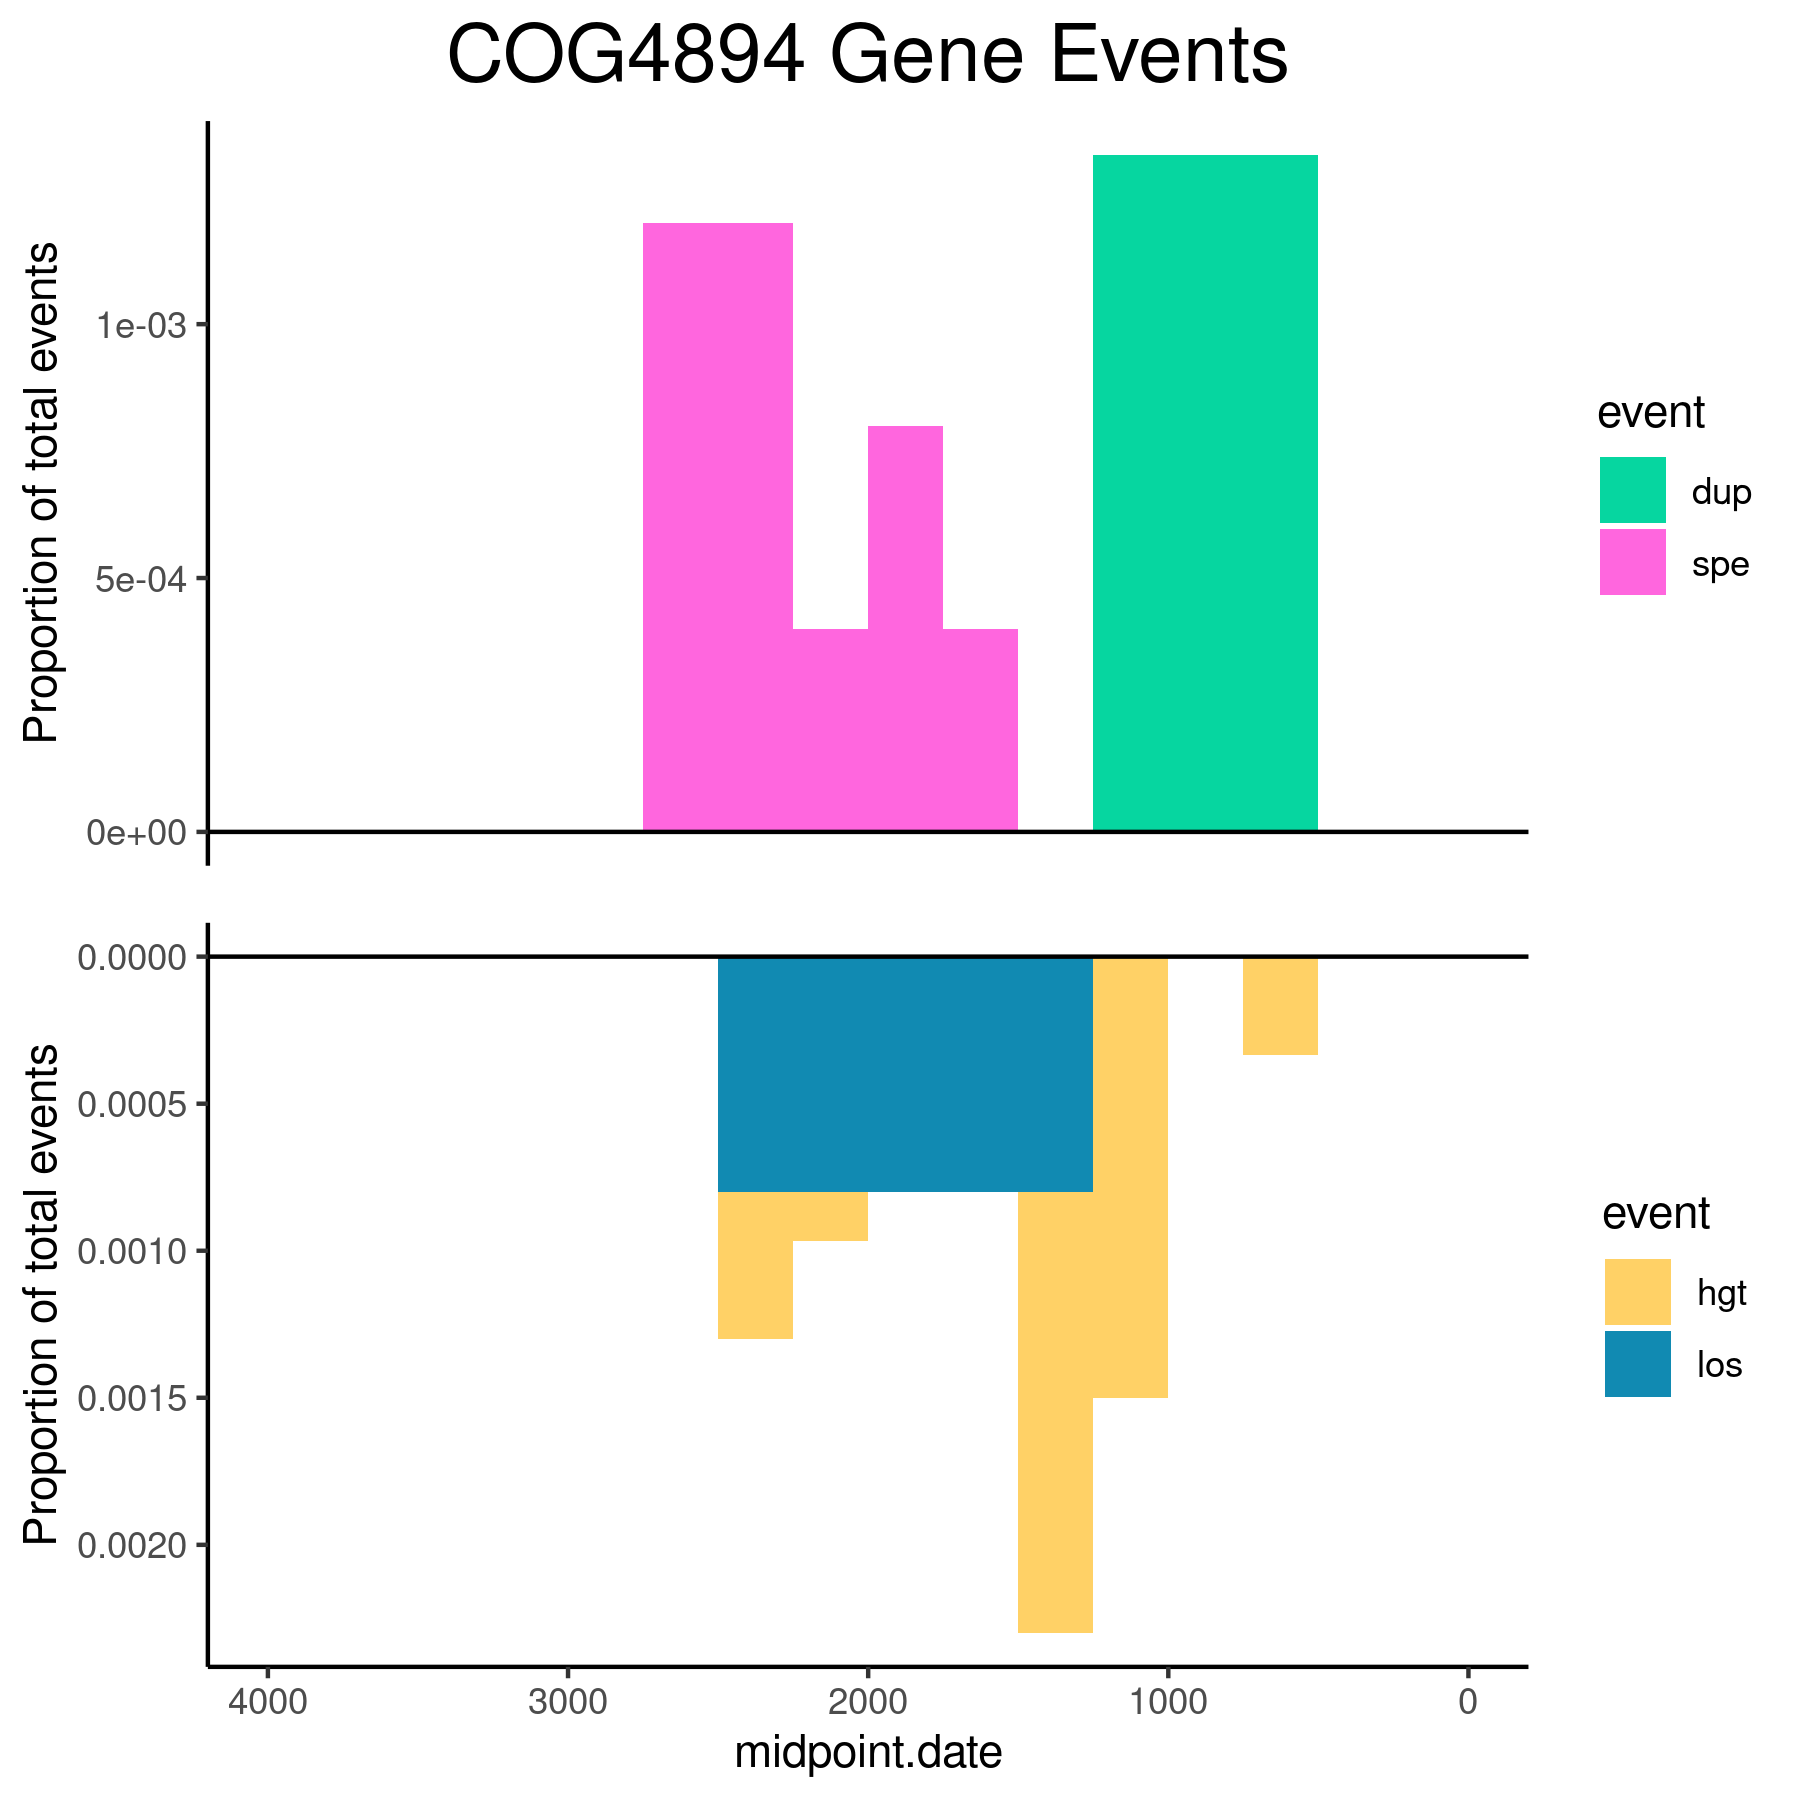 COG4894 Gene Events
Proportion of total events
1e-03
5e-04
0e+00
event
dup
spe
Proportion of total events
0.0000
0.0005
0.0010
0.0015
0.0020
event
hgt
los
4000 3000 2000 1000 0
midpoint.date